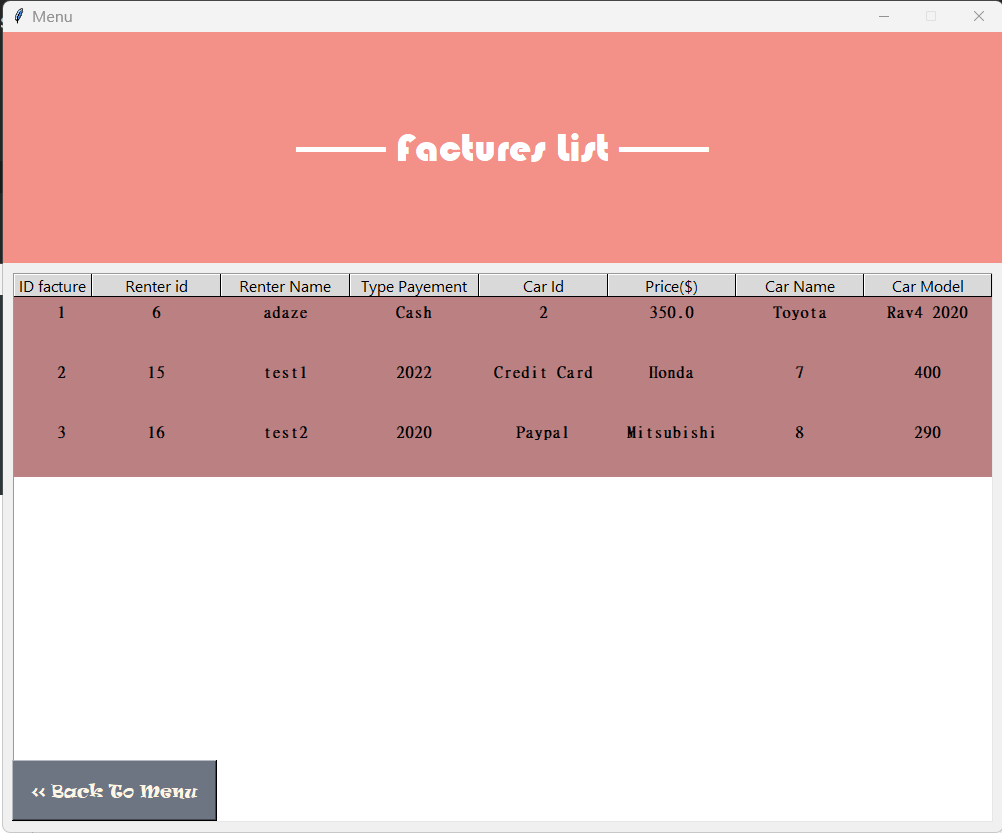 Menu
Factures List
ID facture Renter id Renter Name Type Payement Car Id Price($) Car Name Car Model
1 6 adaze Cash 2 350.0 Toyota Rav4 2020
2 15 test1 2022 Credit Card Honda 7 400
3 16 test2 2020 Paypal Mitsubishi 8 290
<< Back To Menu